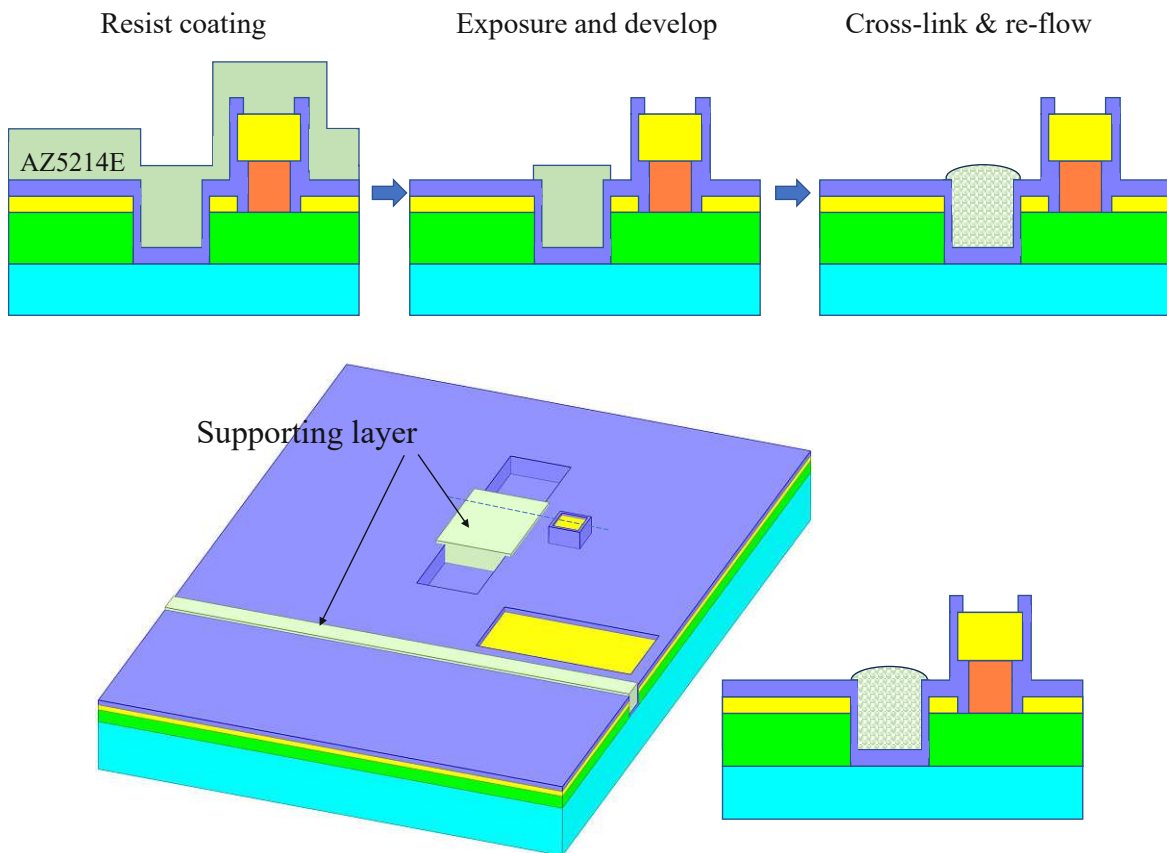 Resist coating
Exposure and develop
Cross-link & re-flow
AZ5214E
Supporting layer